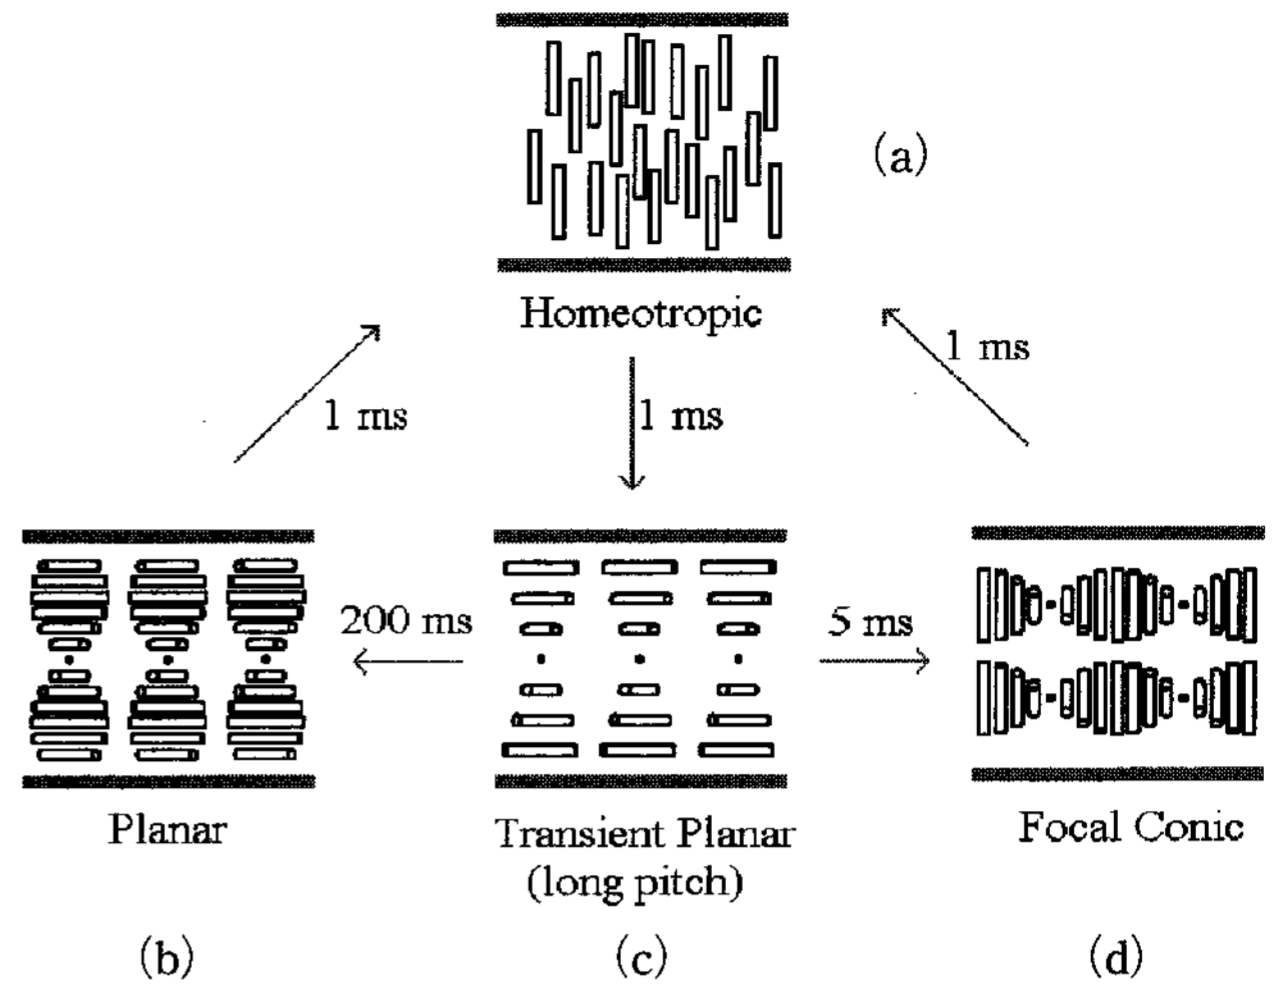 (a)
Homeotropic
1 ms
1 ms
1 ms
200 ms
5 ms
Planar
Transient Planar
(long pitch)
Focal Conic
(b)
(c)
(d)